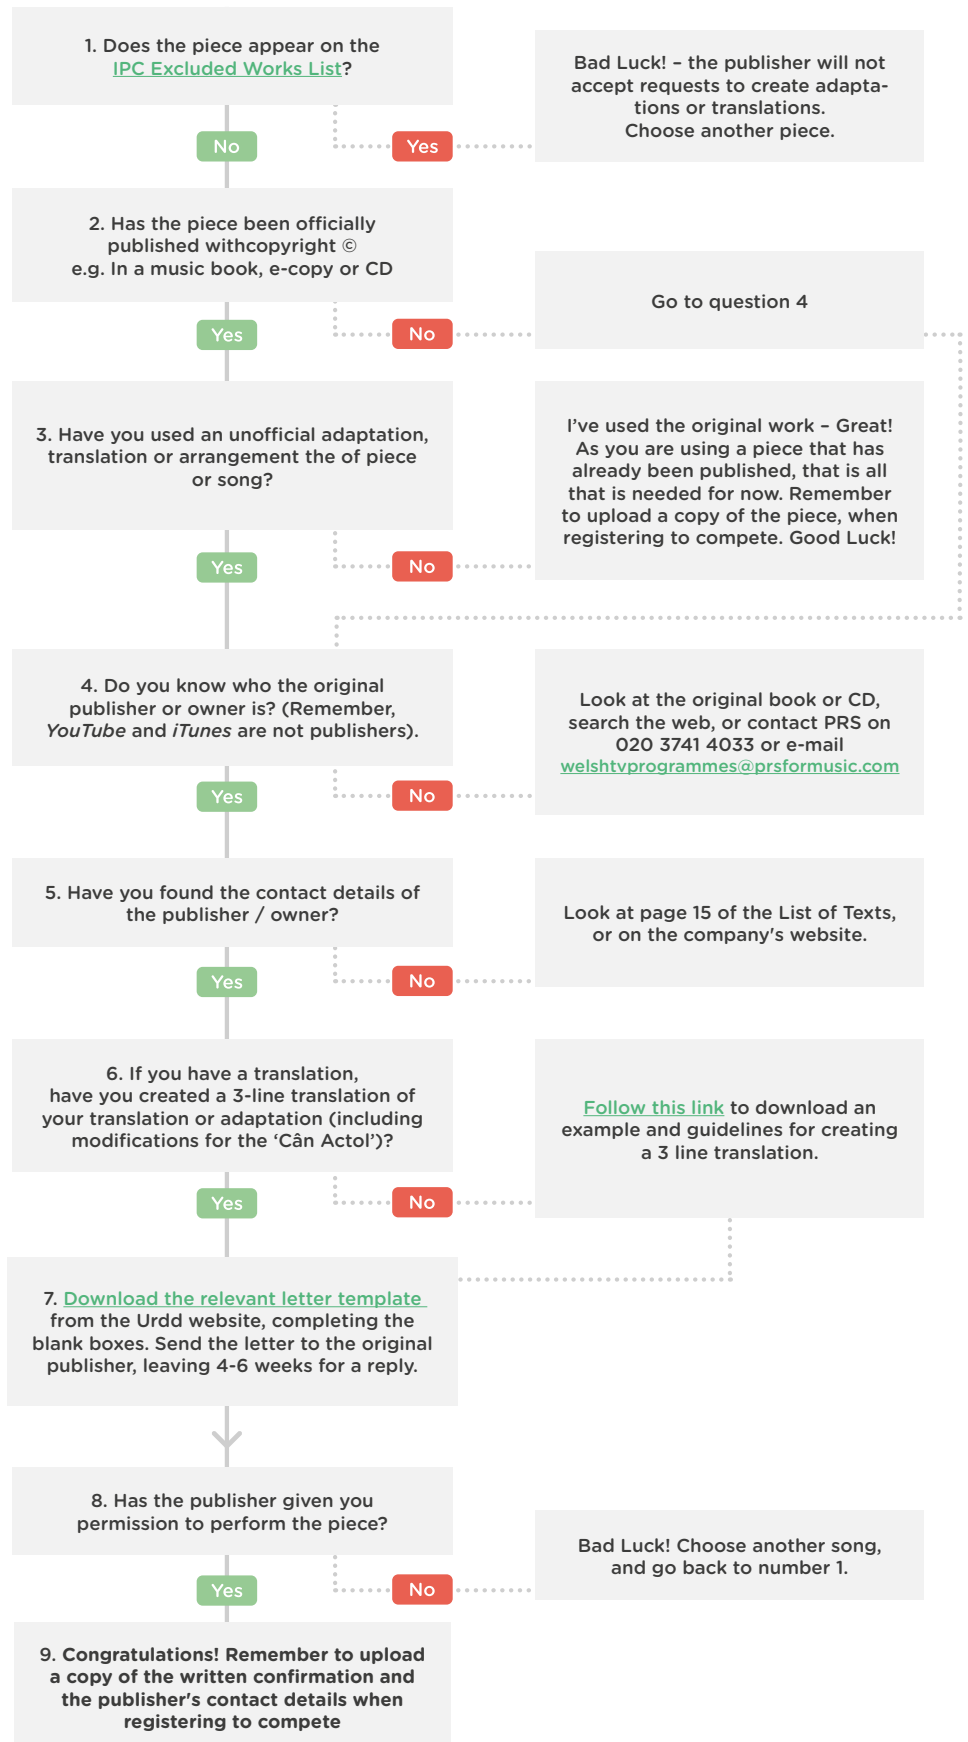 1. Does the piece appear on the
IPC Excluded Works List?
Bad Luck! – the publisher will not
accept requests to create adapta-
tions or translations.
Choose another piece.
No
Yes
2. Has the piece been officially
published withcopyright ©
e.g. In a music book, e-copy or CD
Go to question 4
Yes
No
3. Have you used an unofficial adaptation,
translation or arrangement the of piece
or song?
I’ve used the original work – Great!
As you are using a piece that has
already been published, that is all
that is needed for now. Remember
to upload a copy of the piece, when
registering to compete. Good Luck!
Yes
No
4. Do you know who the original
publisher or owner is? (Remember,
YouTube and iTunes are not publishers).
Look at the original book or CD,
search the web, or contact PRS on
020 3741 4033 or e-mail
welshtvprogrammes@prsformusic.com
Yes
No
5. Have you found the contact details of
the publisher / owner?
Look at page 15 of the List of Texts,
or on the company's website.
Yes
No
6. If you have a translation,
have you created a 3-line translation of
your translation or adaptation (including
modifications for the ‘Cân Actol’)?
Follow this link to download an
example and guidelines for creating
a 3 line translation.
Yes
No
7. Download the relevant letter template
from the Urdd website, completing the
blank boxes. Send the letter to the original
publisher, leaving 4-6 weeks for a reply.
8. Has the publisher given you
permission to perform the piece?
Bad Luck! Choose another song,
and go back to number 1.
Yes
No
9. Congratulations! Remember to upload
a copy of the written confirmation and
the publisher's contact details when
registering to compete